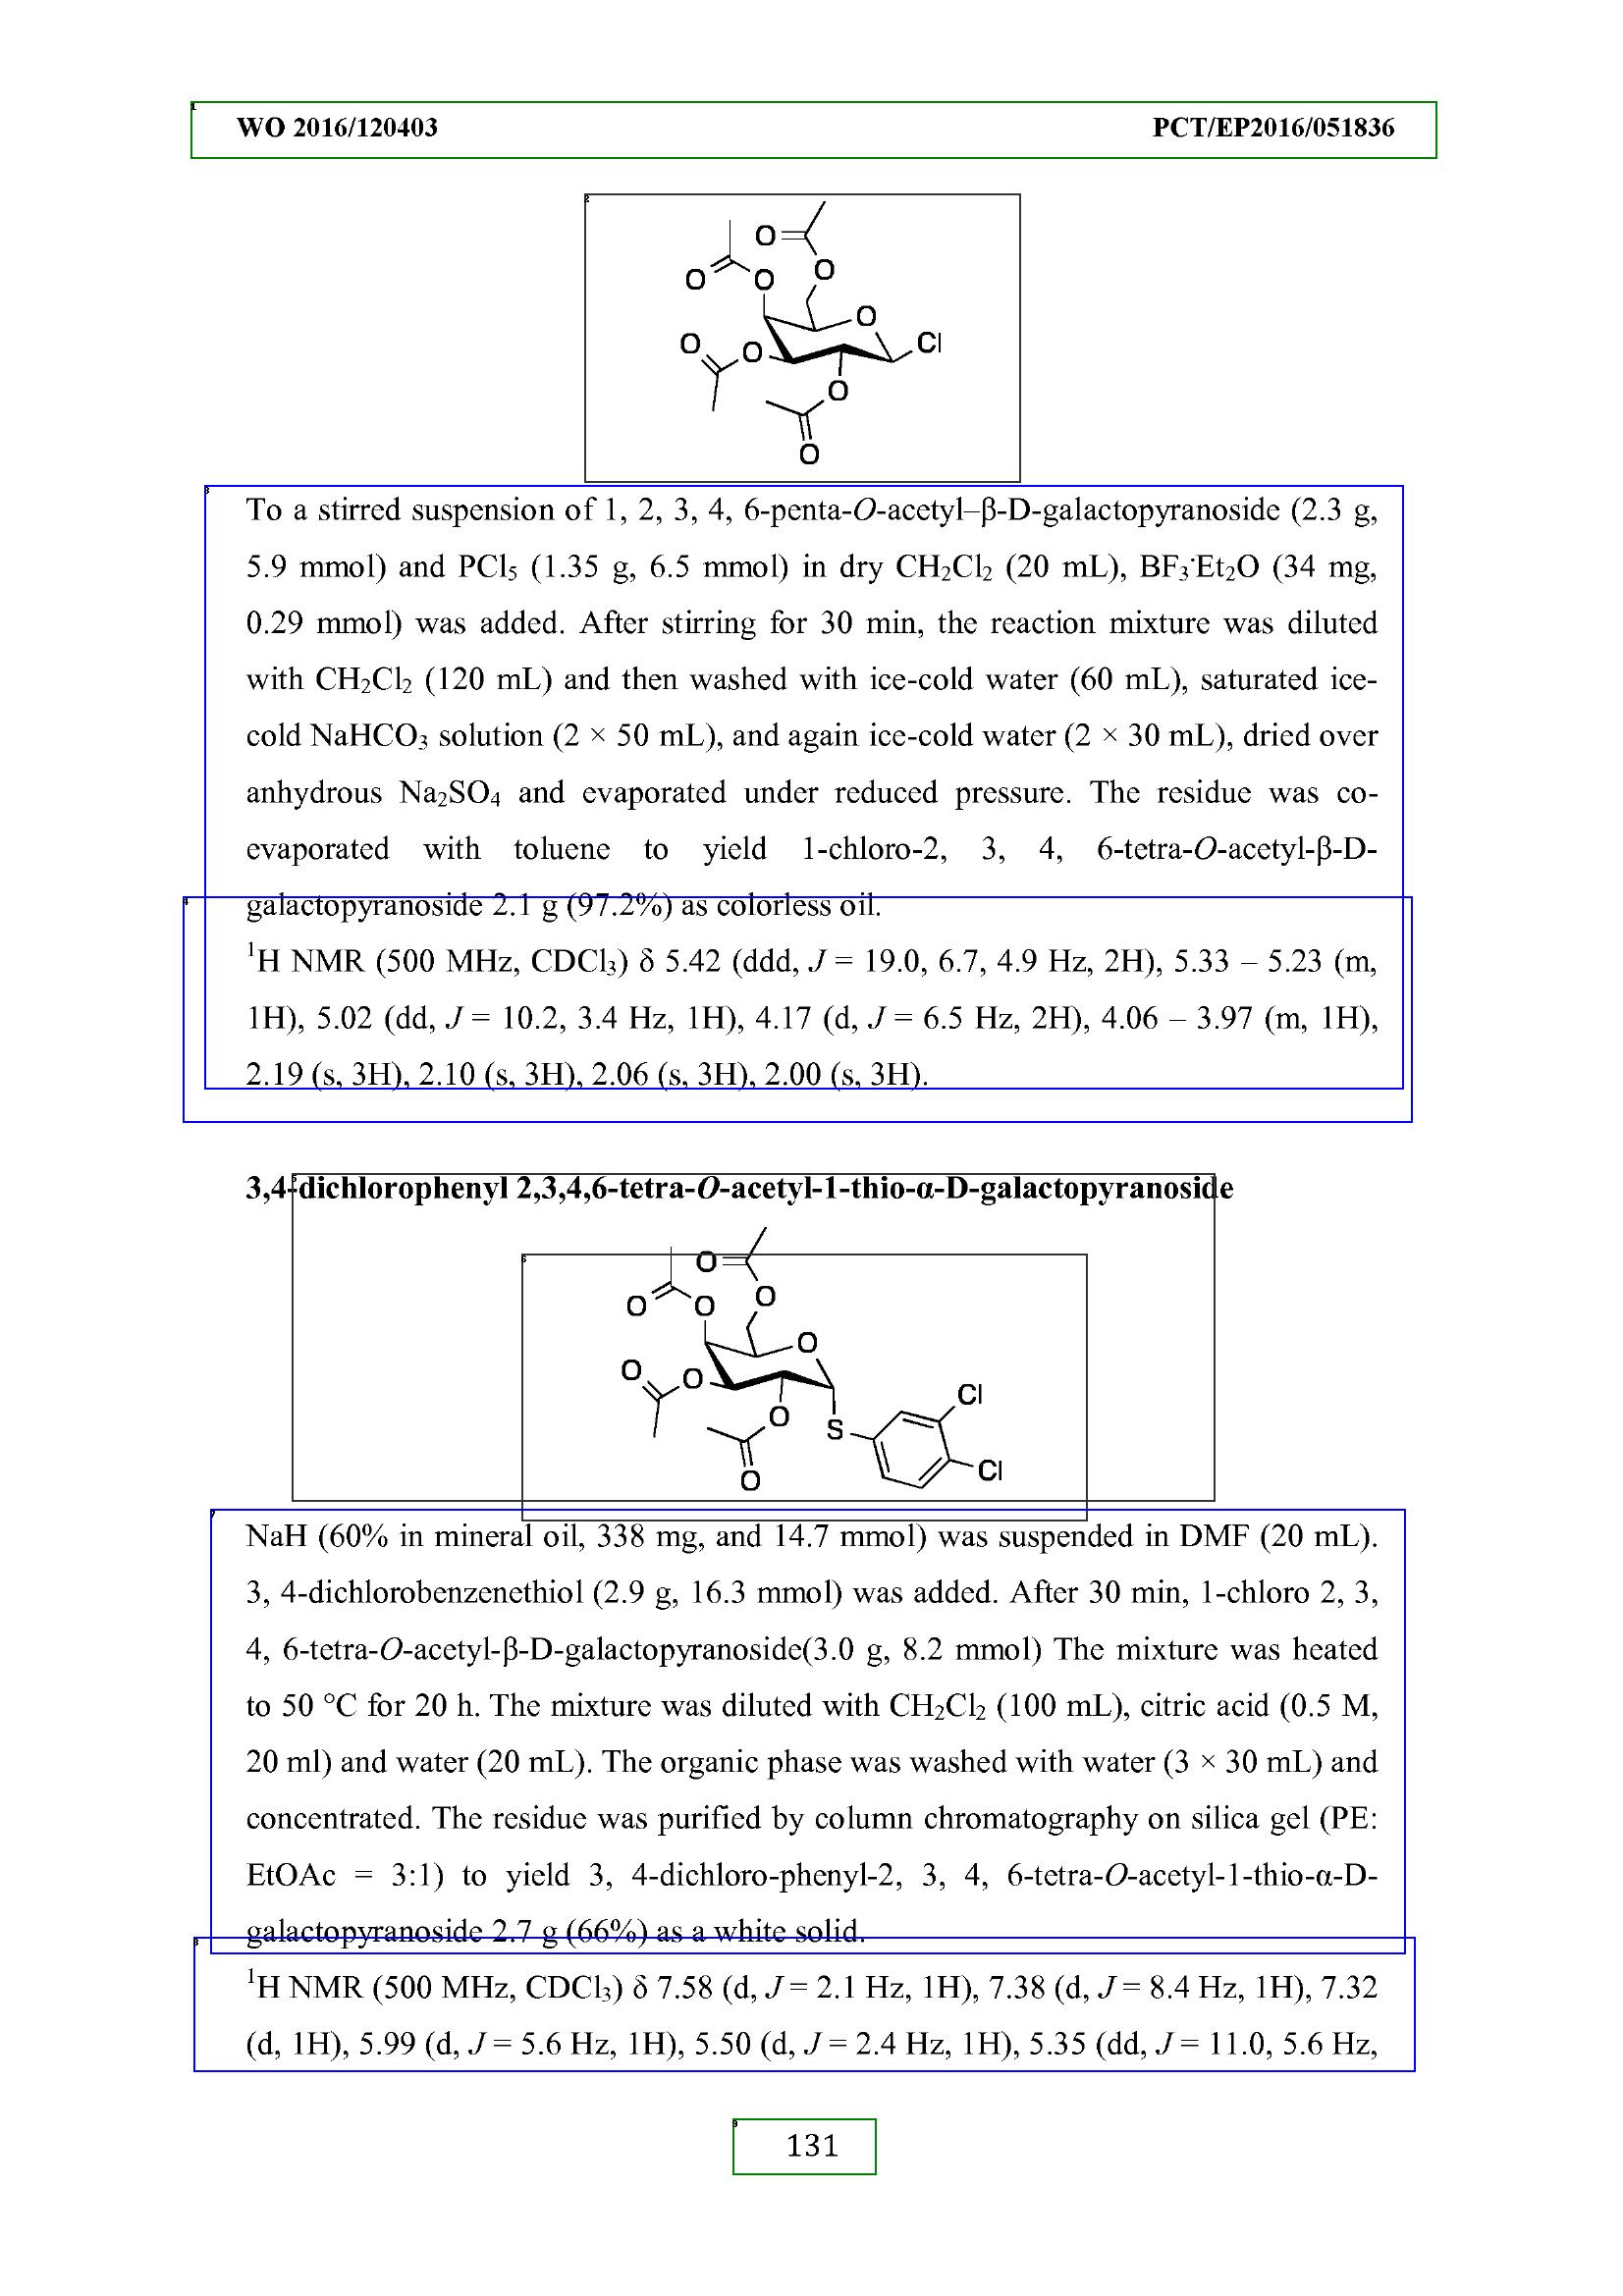 WO 2016/120403 PCT/EP2016/051836
To a stirred suspension of 1, 2, 3, 4, 6-penta-O-acetyl–β-D-galactopyranoside (2.3 g,
5.9 mmol) and PCl₅ (1.35 g, 6.5 mmol) in dry CH₂Cl₂ (20 mL), BF₃·Et₂O (34 mg,
0.29 mmol) was added. After stirring for 30 min, the reaction mixture was diluted
with CH₂Cl₂ (120 mL) and then washed with ice-cold water (60 mL), saturated ice-
cold NaHCO₃ solution (2 × 50 mL), and again ice-cold water (2 × 30 mL), dried over
anhydrous Na₂SO₄ and evaporated under reduced pressure. The residue was co-
evaporated with toluene to yield 1-chloro-2, 3, 4, 6-tetra-O-acetyl-β-D-
galactopyranoside 2.1 g (97.2%) as colorless oil.
¹H NMR (500 MHz, CDCl₃) δ 5.42 (ddd, J = 19.0, 6.7, 4.9 Hz, 2H), 5.33 – 5.23 (m,
1H), 5.02 (dd, J = 10.2, 3.4 Hz, 1H), 4.17 (d, J = 6.5 Hz, 2H), 4.06 – 3.97 (m, 1H),
2.19 (s, 3H), 2.10 (s, 3H), 2.06 (s, 3H), 2.00 (s, 3H).
3,4-dichlorophenyl 2,3,4,6-tetra-O-acetyl-1-thio-α-D-galactopyranoside
NaH (60% in mineral oil, 338 mg, and 14.7 mmol) was suspended in DMF (20 mL).
3, 4-dichlorobenzenethiol (2.9 g, 16.3 mmol) was added. After 30 min, 1-chloro 2, 3,
4, 6-tetra-O-acetyl-β-D-galactopyranoside(3.0 g, 8.2 mmol) The mixture was heated
to 50 °C for 20 h. The mixture was diluted with CH₂Cl₂ (100 mL), citric acid (0.5 M,
20 ml) and water (20 mL). The organic phase was washed with water (3 × 30 mL) and
concentrated. The residue was purified by column chromatography on silica gel (PE:
EtOAc = 3:1) to yield 3, 4-dichloro-phenyl-2, 3, 4, 6-tetra-O-acetyl-1-thio-α-D-
galactopyranoside 2.7 g (66%) as a white solid.
¹H NMR (500 MHz, CDCl₃) δ 7.58 (d, J = 2.1 Hz, 1H), 7.38 (d, J = 8.4 Hz, 1H), 7.32
(d, 1H), 5.99 (d, J = 5.6 Hz, 1H), 5.50 (d, J = 2.4 Hz, 1H), 5.35 (dd, J = 11.0, 5.6 Hz,
131